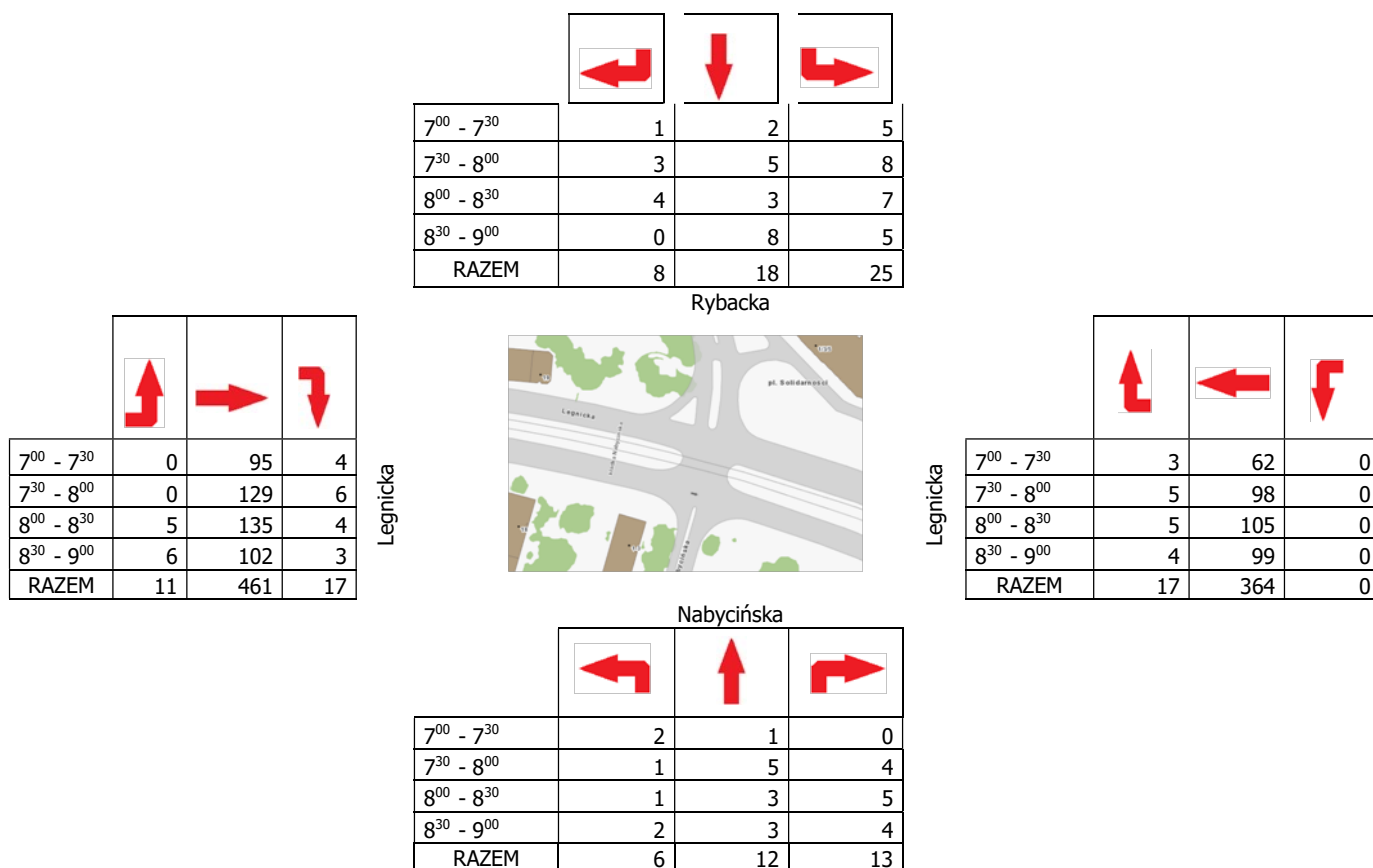 7⁰⁰ - 7³⁰ 1 2 5
7³⁰ - 8⁰⁰ 3 5 8
8⁰⁰ - 8³⁰ 4 3 7
8³⁰ - 9⁰⁰ 0 8 5
RAZEM 8 18 25
Rybacka
7⁰⁰ - 7³⁰ 0 95 4
7³⁰ - 8⁰⁰ 0 129 6
8⁰⁰ - 8³⁰ 5 135 4
8³⁰ - 9⁰⁰ 6 102 3
RAZEM 11 461 17
Legnicka
pl. Solidarności
Legnicka
Legnicka
7⁰⁰ - 7³⁰ 3 62 0
7³⁰ - 8⁰⁰ 5 98 0
8⁰⁰ - 8³⁰ 5 105 0
8³⁰ - 9⁰⁰ 4 99 0
RAZEM 17 364 0
Nabycińska
7⁰⁰ - 7³⁰ 2 1 0
7³⁰ - 8⁰⁰ 1 5 4
8⁰⁰ - 8³⁰ 1 3 5
8³⁰ - 9⁰⁰ 2 3 4
RAZEM 6 12 13